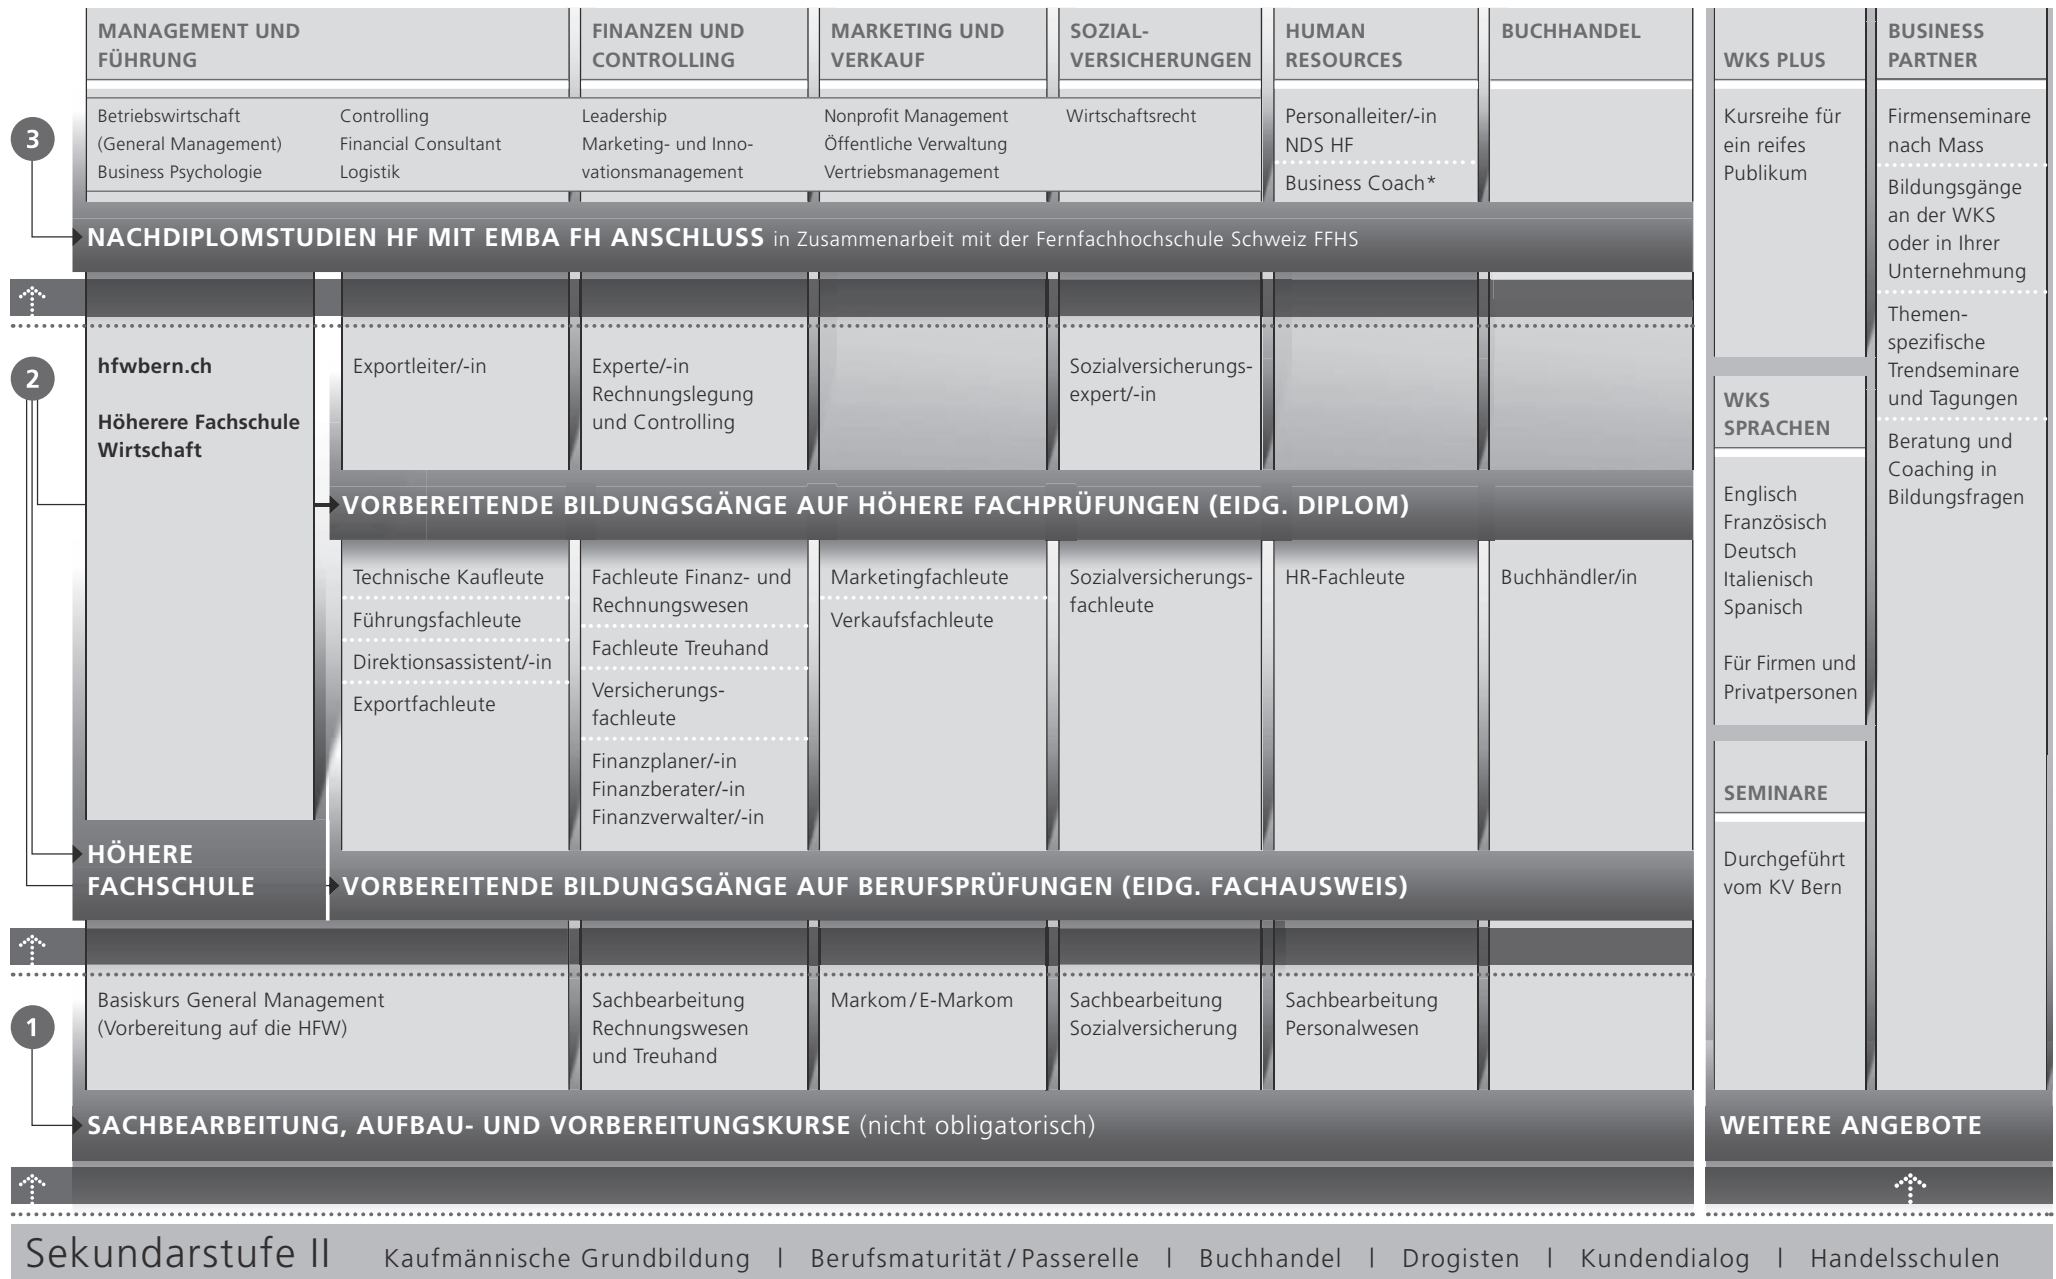 MANAGEMENT UND
FÜHRUNG
FINANZEN UND
CONTROLLING
MARKETING UND
VERKAUF
SOZIAL-
VERSICHERUNGEN
HUMAN
RESOURCES
BUCHHANDEL
WKS PLUS
BUSINESS
PARTNER
3
Betriebswirtschaft
(General Management)
Business Psychologie
Controlling
Financial Consultant
Logistik
Leadership
Marketing- und Inno-
vationsmanagement
Nonprofit Management
Öffentliche Verwaltung
Vertriebsmanagement
Wirtschaftsrecht
Personalleiter/-in
NDS HF
Business Coach*
NACHDIPLOMSTUDIEN HF MIT EMBA FH ANSCHLUSS in Zusammenarbeit mit der Fernfachhochschule Schweiz FFHS
2
hfwbern.ch
Höherere Fachschule
Wirtschaft
Exportleiter/-in
Experte/-in
Rechnungslegung
und Controlling
Sozialversicherungs-
expert/-in
VORBEREITENDE BILDUNGSGÄNGE AUF HÖHERE FACHPRÜFUNGEN (EIDG. DIPLOM)
Technische Kaufleute
Führungsfachleute
Direktionsassistent/-in
Exportfachleute
Fachleute Finanz- und
Rechnungswesen
Fachleute Treuhand
Versicherungs-
fachleute
Finanzplaner/-in
Finanzberater/-in
Finanzverwalter/-in
Marketingfachleute
Verkaufsfachleute
Sozialversicherungs-
fachleute
HR-Fachleute
Buchhändler/in
HÖHERE
FACHSCHULE
VORBEREITENDE BILDUNGSGÄNGE AUF BERUFSPRÜFUNGEN (EIDG. FACHAUSWEIS)
1
Basiskurs General Management
(Vorbereitung auf die HFW)
Sachbearbeitung
Rechnungswesen
und Treuhand
Markom/E-Markom
Sachbearbeitung
Sozialversicherung
Sachbearbeitung
Personalwesen
SACHBEARBEITUNG, AUFBAU- UND VORBEREITUNGSKURSE (nicht obligatorisch)
Kursreihe für
ein reifes
Publikum
WKS
SPRACHEN
Englisch
Französisch
Deutsch
Italienisch
Spanisch
Für Firmen und
Privatpersonen
SEMINARE
Durchgeführt
vom KV Bern
Firmenseminare
nach Mass
Bildungsgänge
an der WKS
oder in Ihrer
Unternehmung
Themen-
spezifische
Trendseminare
und Tagungen
Beratung und
Coaching in
Bildungsfragen
WEITERE ANGEBOTE
Sekundarstufe II Kaufmännische Grundbildung | Berufsmaturität/Passerelle | Buchhandel | Drogisten | Kundendialog | Handelsschulen